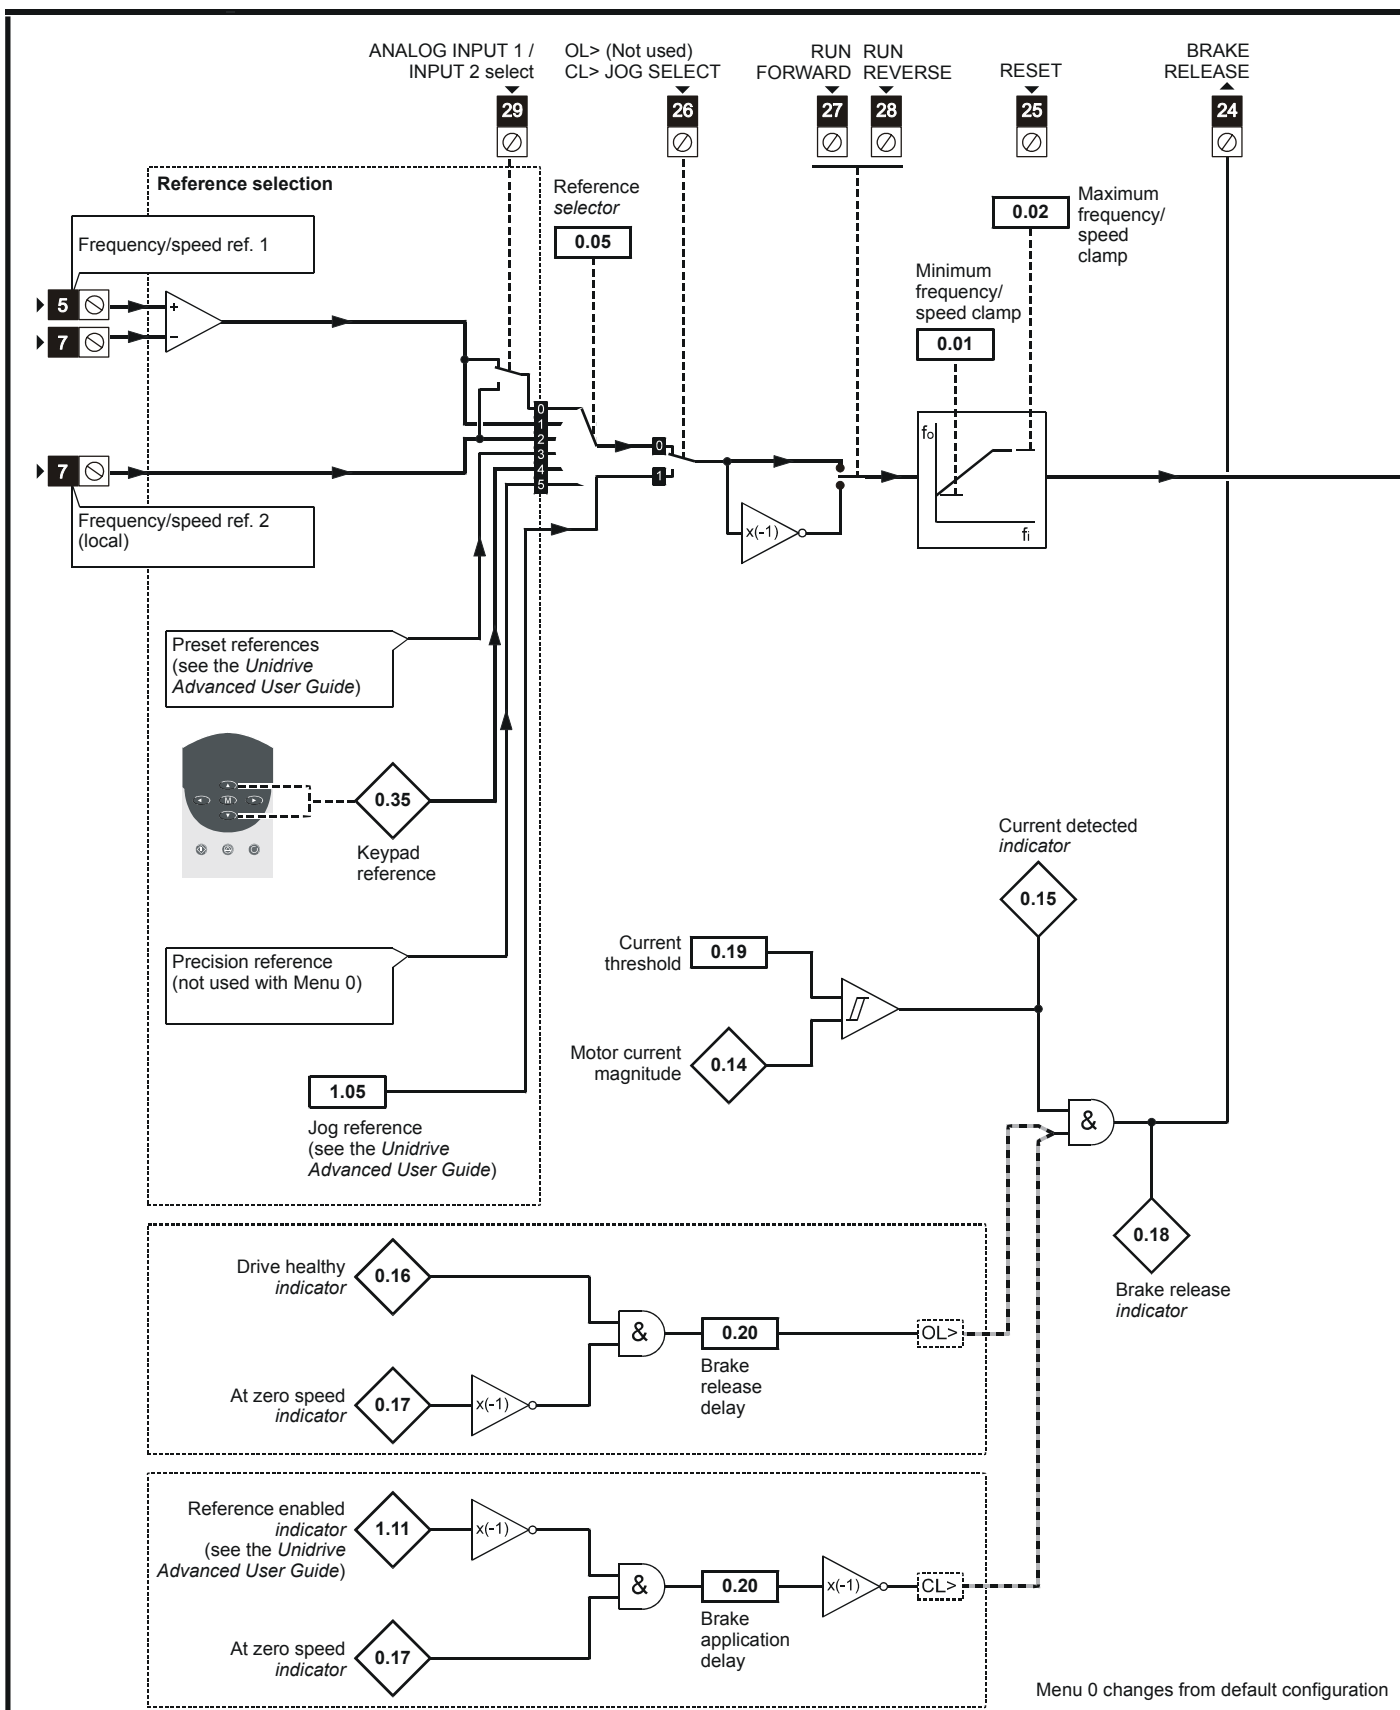 ANALOG INPUT 1 /
INPUT 2 select
OL> (Not used)
CL> JOG SELECT
RUN
FORWARD
RUN
REVERSE
RESET
BRAKE
RELEASE
29
26
27
28
25
24
Reference selection
Reference
selector
0.05
0.02
Maximum
frequency/
speed
clamp
Minimum
frequency/
speed clamp
0.01
Frequency/speed ref. 1
5
7
+
–
7
Frequency/speed ref. 2
(local)
0
1
2
3
4
5
0
1
x(-1)
fo
fi
Preset references
(see the Unidrive
Advanced User Guide)
M
0.35
Keypad
reference
Precision reference
(not used with Menu 0)
1.05
Jog reference
(see the Unidrive
Advanced User Guide)
Current detected
indicator
0.15
Current
threshold
0.19
Motor current
magnitude
0.14
&
0.18
Brake release
indicator
Drive healthy
indicator
0.16
At zero speed
indicator
0.17
x(-1)
&
0.20
Brake
release
delay
OL>
Reference enabled
indicator
(see the Unidrive
Advanced User Guide)
1.11
x(-1)
At zero speed
indicator
0.17
&
0.20
Brake
application
delay
x(-1)
CL>
Menu 0 changes from default configuration